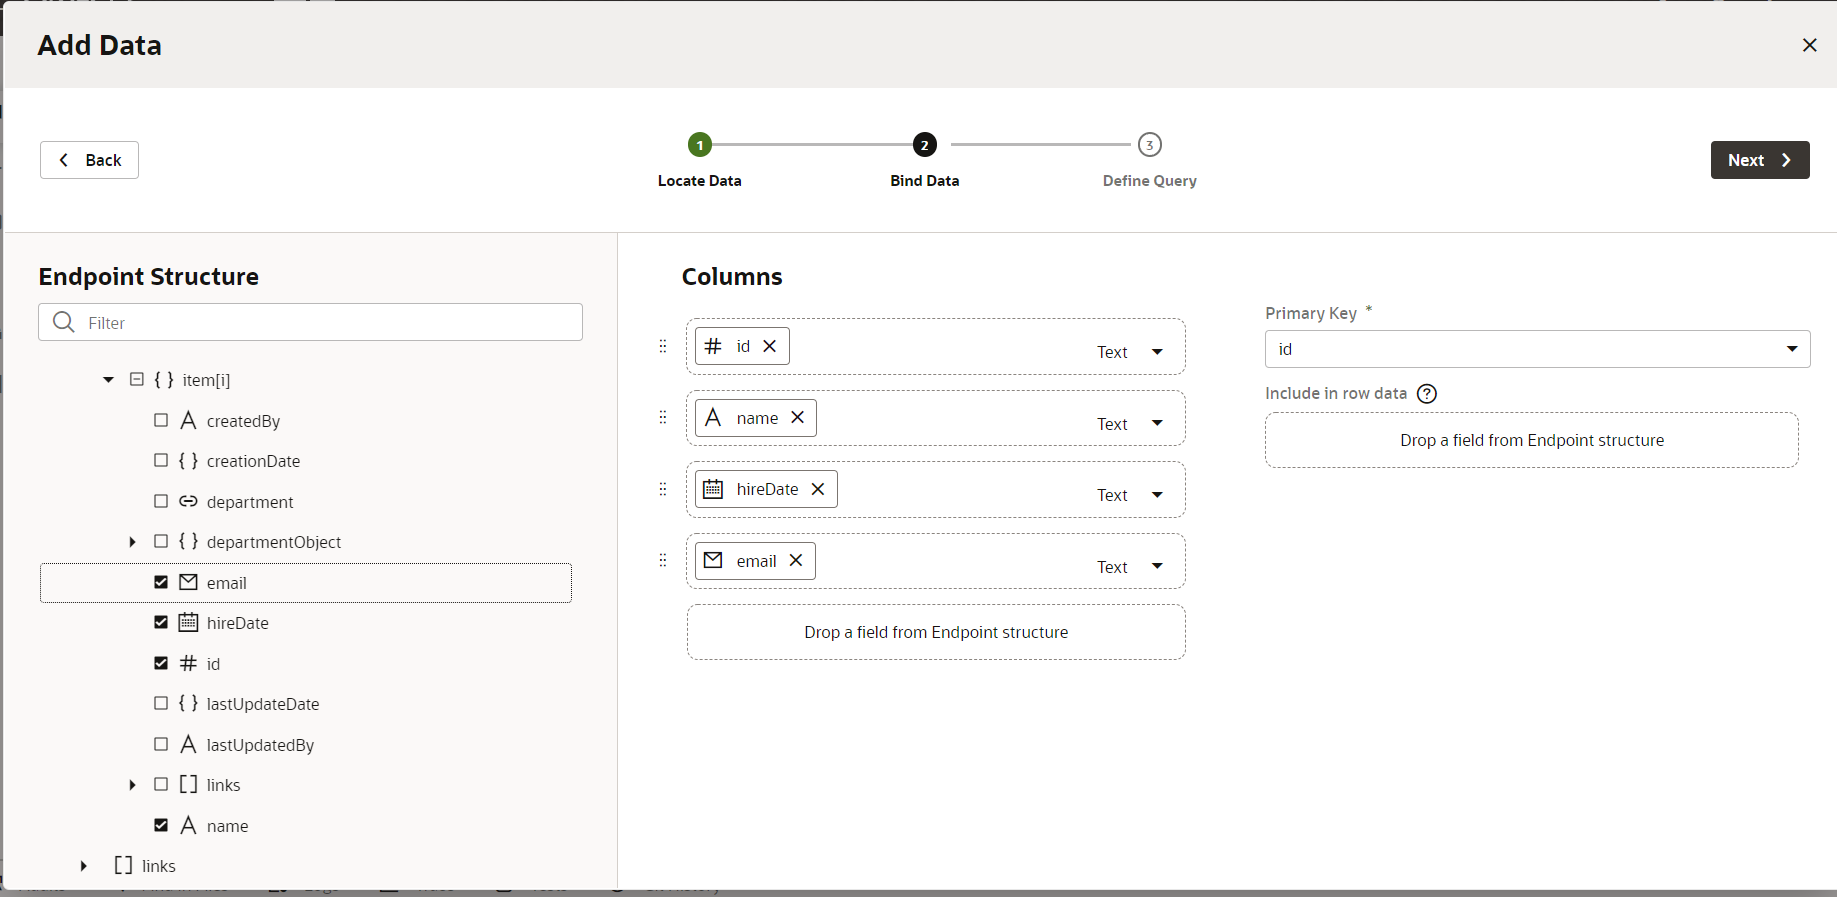 Add Data
Back
1
2
3
Locate Data
Bind Data
Define Query
Next
Endpoint Structure
Filter
{ } item[i]
A createdBy
{ } creationDate
department
{ } departmentObject
email
hireDate
# id
{ } lastUpdateDate
A lastUpdatedBy
[ ] links
A name
[ ] links
Columns
# id Text
A name Text
hireDate Text
email Text
Drop a field from Endpoint structure
Primary Key *
id
Include in row data ?
Drop a field from Endpoint structure